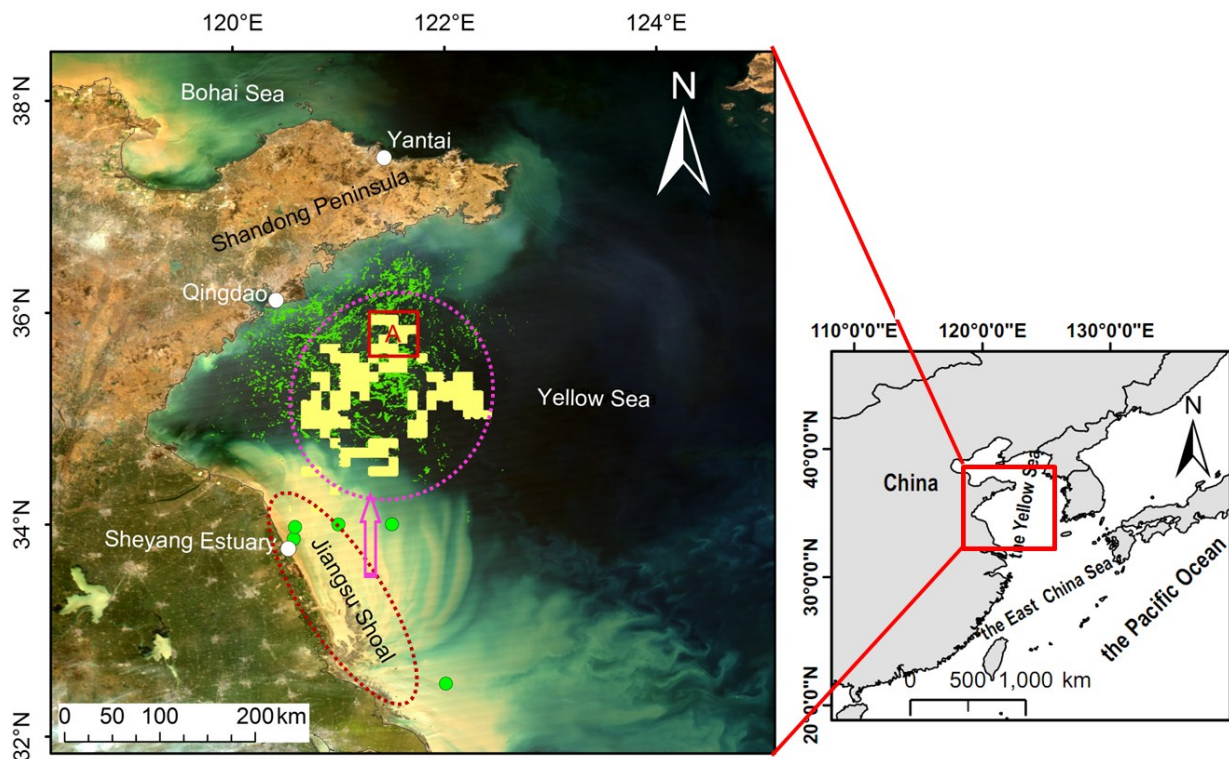 120°E
122°E
124°E
38°N
36°N
34°N
32°N
Bohai Sea
N
Yantai
Shandong Peninsula
Qingdao
A
Yellow Sea
Sheyang Estuary
Jiangsu Shoal
0 50 100 200 km
110°0'0"E
120°0'0"E
130°0'0"E
40°0'0"N
30°0'0"N
20°0'0"N
N
China
the Yellow Sea
the East China Sea
the Pacific Ocean
0 500 1,000 km